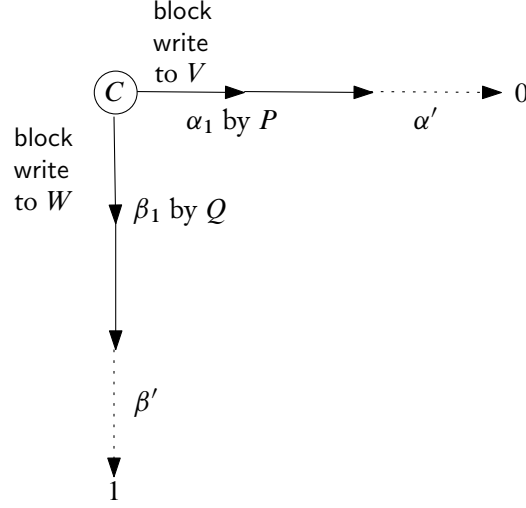 block
write
to V
C
0
α₁ by P
α′
block
write
to W
β₁ by Q
β′
1